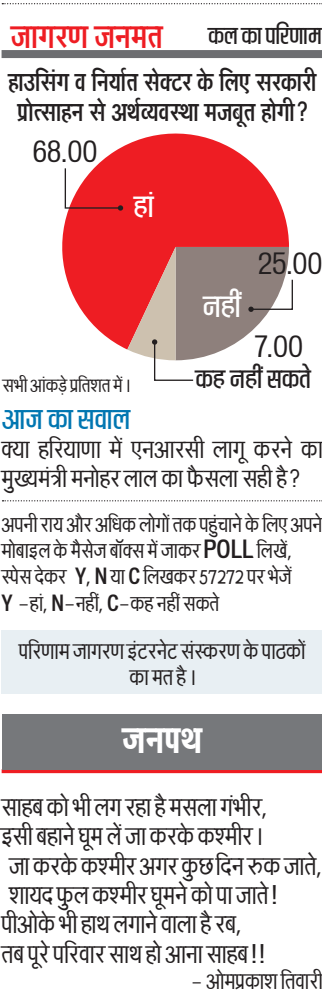 जागरण जनमत कल का परिणाम
हाउसिंग व निर्यात सेक्टर के लिए सरकारी
प्रोत्साहन से अर्थव्यवस्था मजबूत होगी?
68.00
हां
25.00
नहीं
7.00
कह नहीं सकते
सभी आंकड़े प्रतिशत में।
आज का सवाल
क्या हरियाणा में एनआरसी लागू करने का
मुख्यमंत्री मनोहर लाल का फैसला सही है?
अपनी राय और अधिक लोगों तक पहुंचाने के लिए अपने
मोबाइल के मैसेज बॉक्स में जाकर POLL लिखें,
स्पेस देकर Y, N या C लिखकर 57272 पर भेजें
Y -हां, N-नहीं, C-कह नहीं सकते
परिणाम जागरण इंटरनेट संस्करण के पाठकों
का मत है।
जनपथ
साहब को भी लग रहा है मसला गंभीर,
इसी बहाने घूम लें जा करके कश्मीर।
जा करके कश्मीर अगर कुछ दिन रुक जाते,
शायद फुल कश्मीर घूमने को पा जाते!
पीओके भी हाथ लगाने वाला है रब,
तब पूरे परिवार साथ हो आना साहब!!
- ओमप्रकाश तिवारी